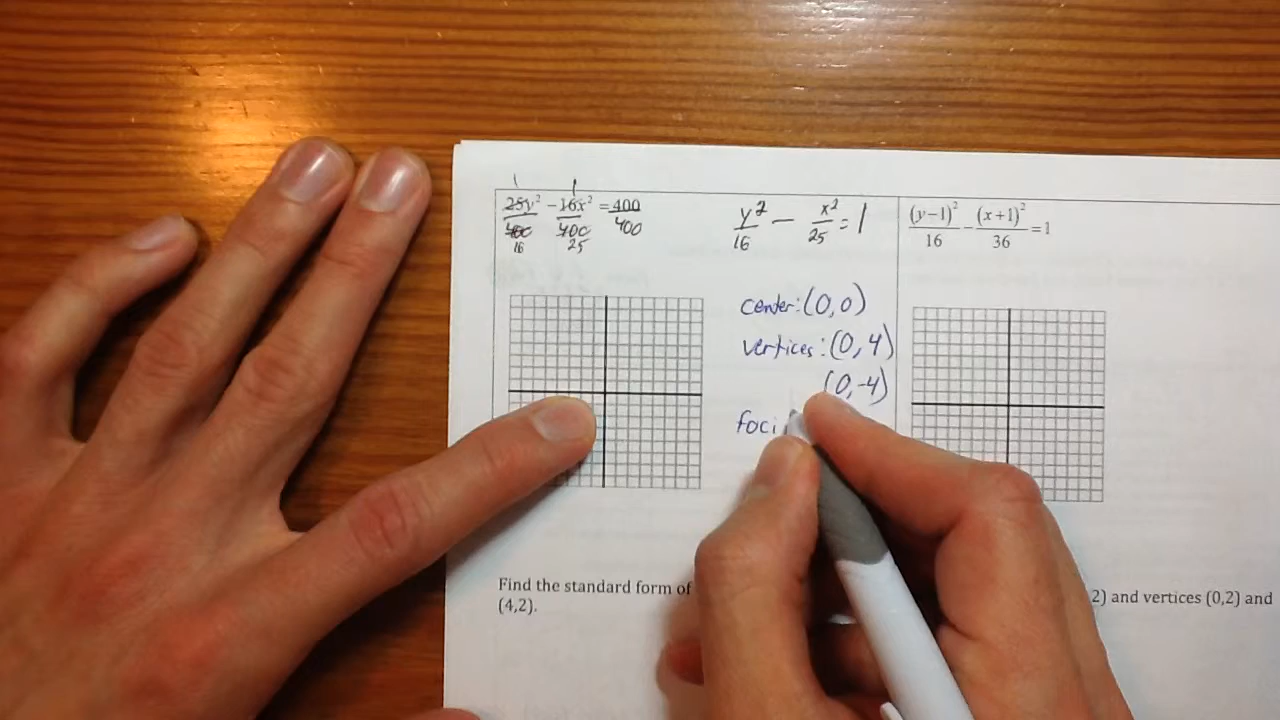 1 1
25y² - 16x² = 400
400 400 400
16 25
y²/16 - x²/25 = 1
center: (0, 0)
vertices: (0, 4)
(0, -4)
foci
(y-1)²/16 - (x+1)²/36 = 1
Find the standard form of
2) and vertices (0,2) and
(4,2).